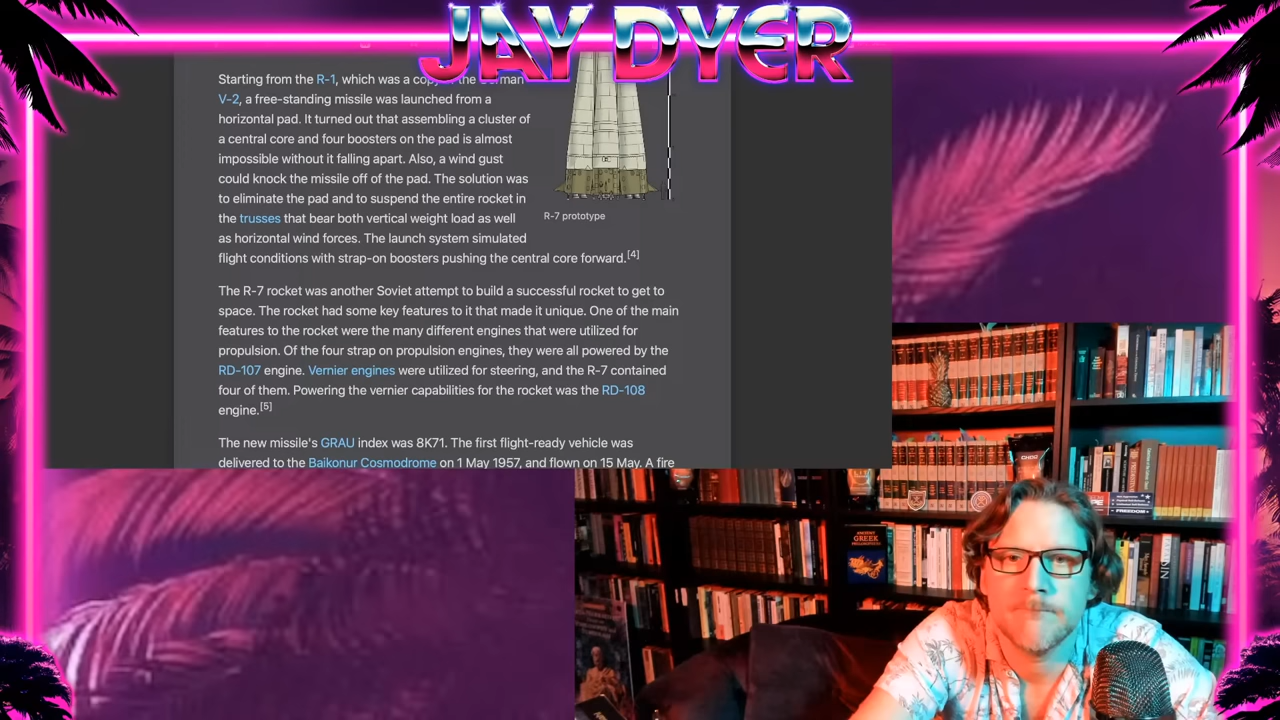 JAY DYER
Starting from the R-1, which was a copy of the German
V-2, a free-standing missile was launched from a
horizontal pad. It turned out that assembling a cluster of
a central core and four boosters on the pad is almost
impossible without it falling apart. Also, a wind gust
could knock the missile off of the pad. The solution was
to eliminate the pad and to suspend the entire rocket in
the trusses that bear both vertical weight load as well
as horizontal wind forces. The launch system simulated
flight conditions with strap-on boosters pushing the central core forward.[4]
R-7 prototype
The R-7 rocket was another Soviet attempt to build a successful rocket to get to
space. The rocket had some key features to it that made it unique. One of the main
features to the rocket were the many different engines that were utilized for
propulsion. Of the four strap on propulsion engines, they were all powered by the
RD-107 engine. Vernier engines were utilized for steering, and the R-7 contained
four of them. Powering the vernier capabilities for the rocket was the RD-108
engine.[5]
The new missile's GRAU index was 8K71. The first flight-ready vehicle was
delivered to the Baikonur Cosmodrome on 1 May 1957, and flown on 15 May. A fire
CHOQ
ANCIENT
GREEK
PHILOSOPHERS
FREEDOM